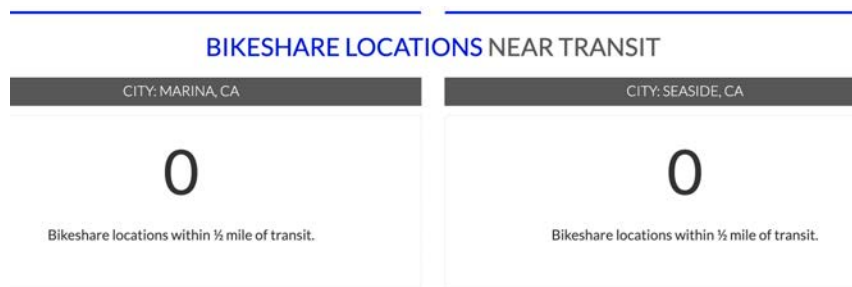 BIKESHARE LOCATIONS NEAR TRANSIT
CITY: MARINA, CA
CITY: SEASIDE, CA
0
0
Bikeshare locations within ½ mile of transit.
Bikeshare locations within ½ mile of transit.